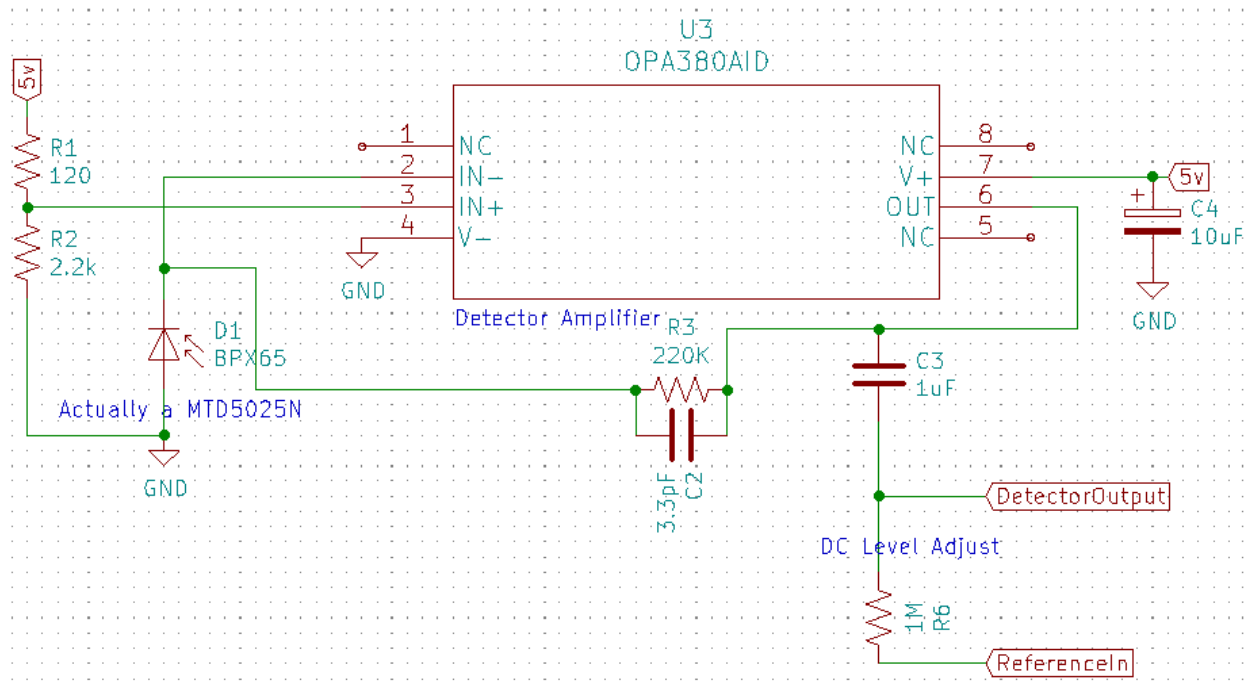 U3
OPA380AID
5v
R1
120
R2
2.2k
1
NC
2
IN-
3
IN+
4
V-
GND
8
NC
7
V+
6
OUT
5
NC
5v
+
C4
10uF
GND
Detector Amplifier
D1
BPX65
Actually a MTD5025N
GND
R3
220K
3.3pF
C2
C3
1uF
DetectorOutput
DC Level Adjust
1M
R6
ReferenceIn